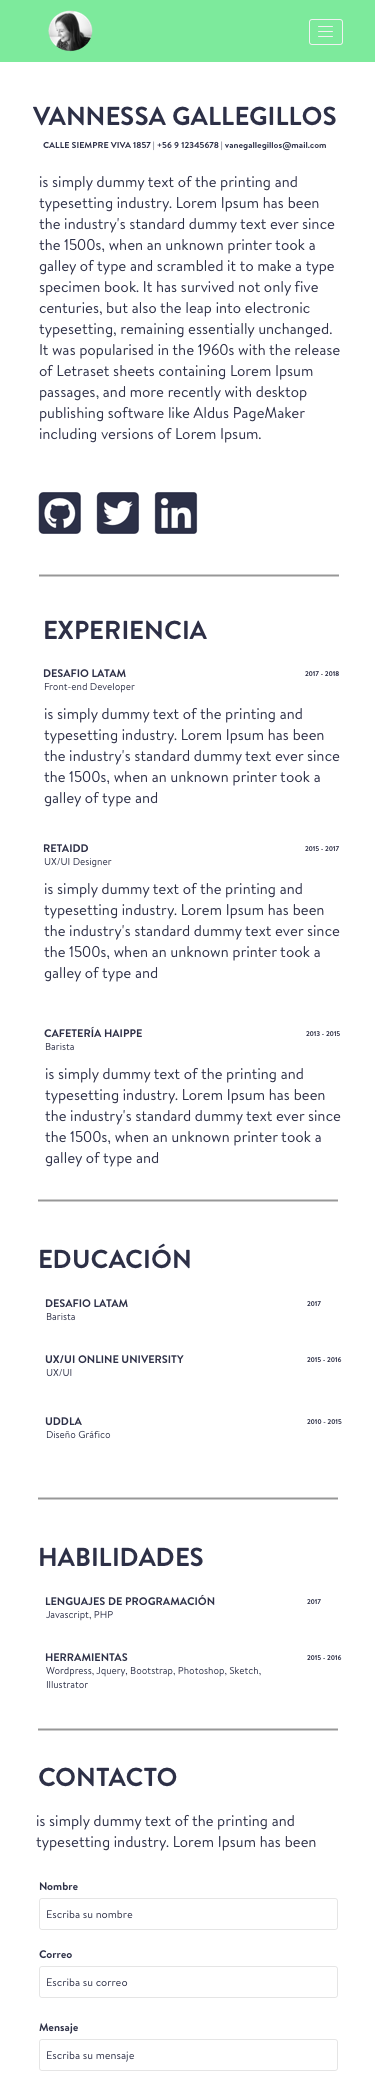 VANNESSA GALLEGILLOS
CALLE SIEMPRE VIVA 1857 | +56 9 12345678 | vanegallegillos@mail.com
is simply dummy text of the printing and
typesetting industry. Lorem Ipsum has been
the industry's standard dummy text ever since
the 1500s, when an unknown printer took a
galley of type and scrambled it to make a type
specimen book. It has survived not only five
centuries, but also the leap into electronic
typesetting, remaining essentially unchanged.
It was popularised in the 1960s with the release
of Letraset sheets containing Lorem Ipsum
passages, and more recently with desktop
publishing software like Aldus PageMaker
including versions of Lorem Ipsum.
in
EXPERIENCIA
DESAFIO LATAM 2017 - 2018
Front-end Developer
is simply dummy text of the printing and
typesetting industry. Lorem Ipsum has been
the industry's standard dummy text ever since
the 1500s, when an unknown printer took a
galley of type and
RETAIDD 2015 - 2017
UX/UI Designer
is simply dummy text of the printing and
typesetting industry. Lorem Ipsum has been
the industry's standard dummy text ever since
the 1500s, when an unknown printer took a
galley of type and
CAFETERÍA HAIPPE 2013 - 2015
Barista
is simply dummy text of the printing and
typesetting industry. Lorem Ipsum has been
the industry's standard dummy text ever since
the 1500s, when an unknown printer took a
galley of type and
EDUCACIÓN
DESAFIO LATAM 2017
Barista
UX/UI ONLINE UNIVERSITY 2015 - 2016
UX/UI
UDDLA 2010 - 2015
Diseño Gráfico
HABILIDADES
LENGUAJES DE PROGRAMACIÓN 2017
Javascript, PHP
HERRAMIENTAS 2015 - 2016
Wordpress, Jquery, Bootstrap, Photoshop, Sketch,
Illustrator
CONTACTO
is simply dummy text of the printing and
typesetting industry. Lorem Ipsum has been
Nombre
Escriba su nombre
Correo
Escriba su correo
Mensaje
Escriba su mensaje